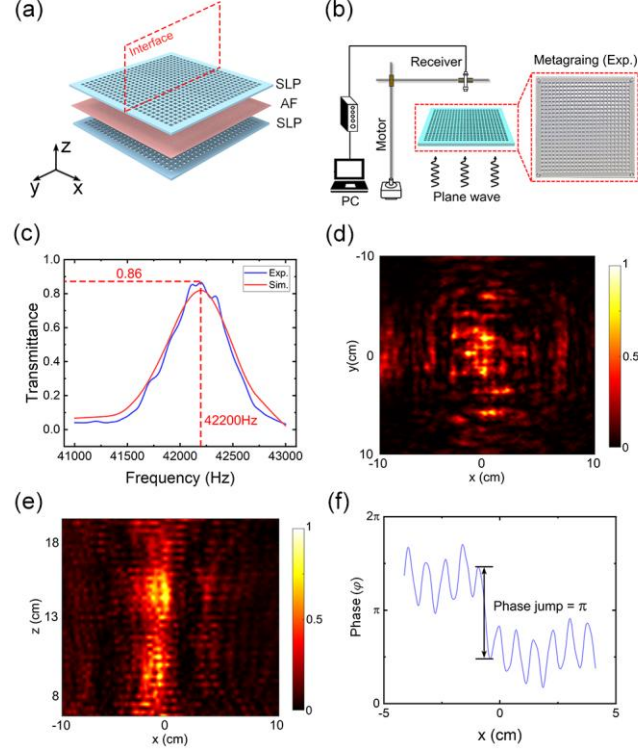 (a)
Interface
SLP
AF
SLP
z
y
x
(b)
Receiver
Metagraing (Exp.)
Motor
PC
Plane wave
(c)
1.0
0.8
0.6
0.4
0.2
0.0
Transmittance
0.86
Exp.
Sim.
42200Hz
41000 41500 42000 42500 43000
Frequency (Hz)
(d)
-10
0
10
y(cm)
-10 0 10
x (cm)
1
0.5
0
(e)
18
13
8
z (cm)
-10 0 10
x (cm)
1
0.5
0
(f)
2π
π
0
Phase (φ)
Phase jump = π
-5 0 5
x (cm)